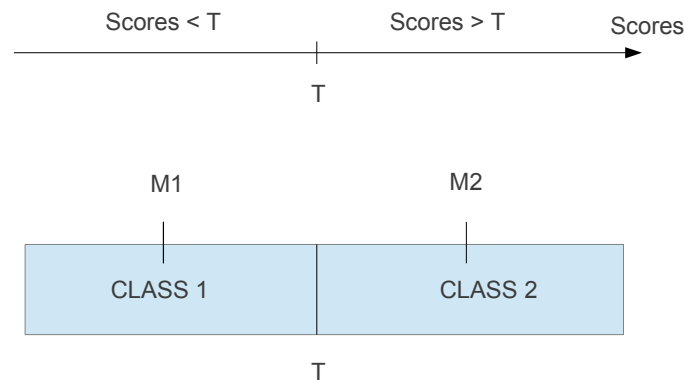 Scores < T Scores > T Scores
T
M1 M2
CLASS 1 CLASS 2
T